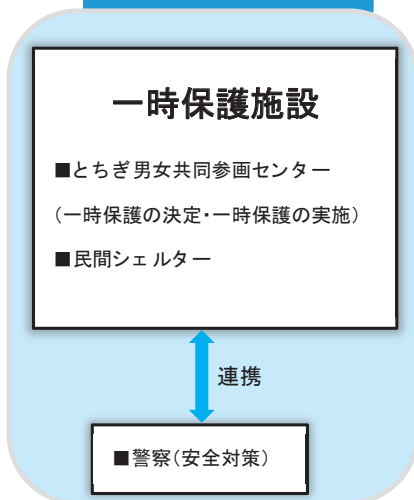 一時保護施設
■とちぎ男女共同参画センター
(一時保護の決定・一時保護の実施)
■民間シェルター
連携
■警察(安全対策)